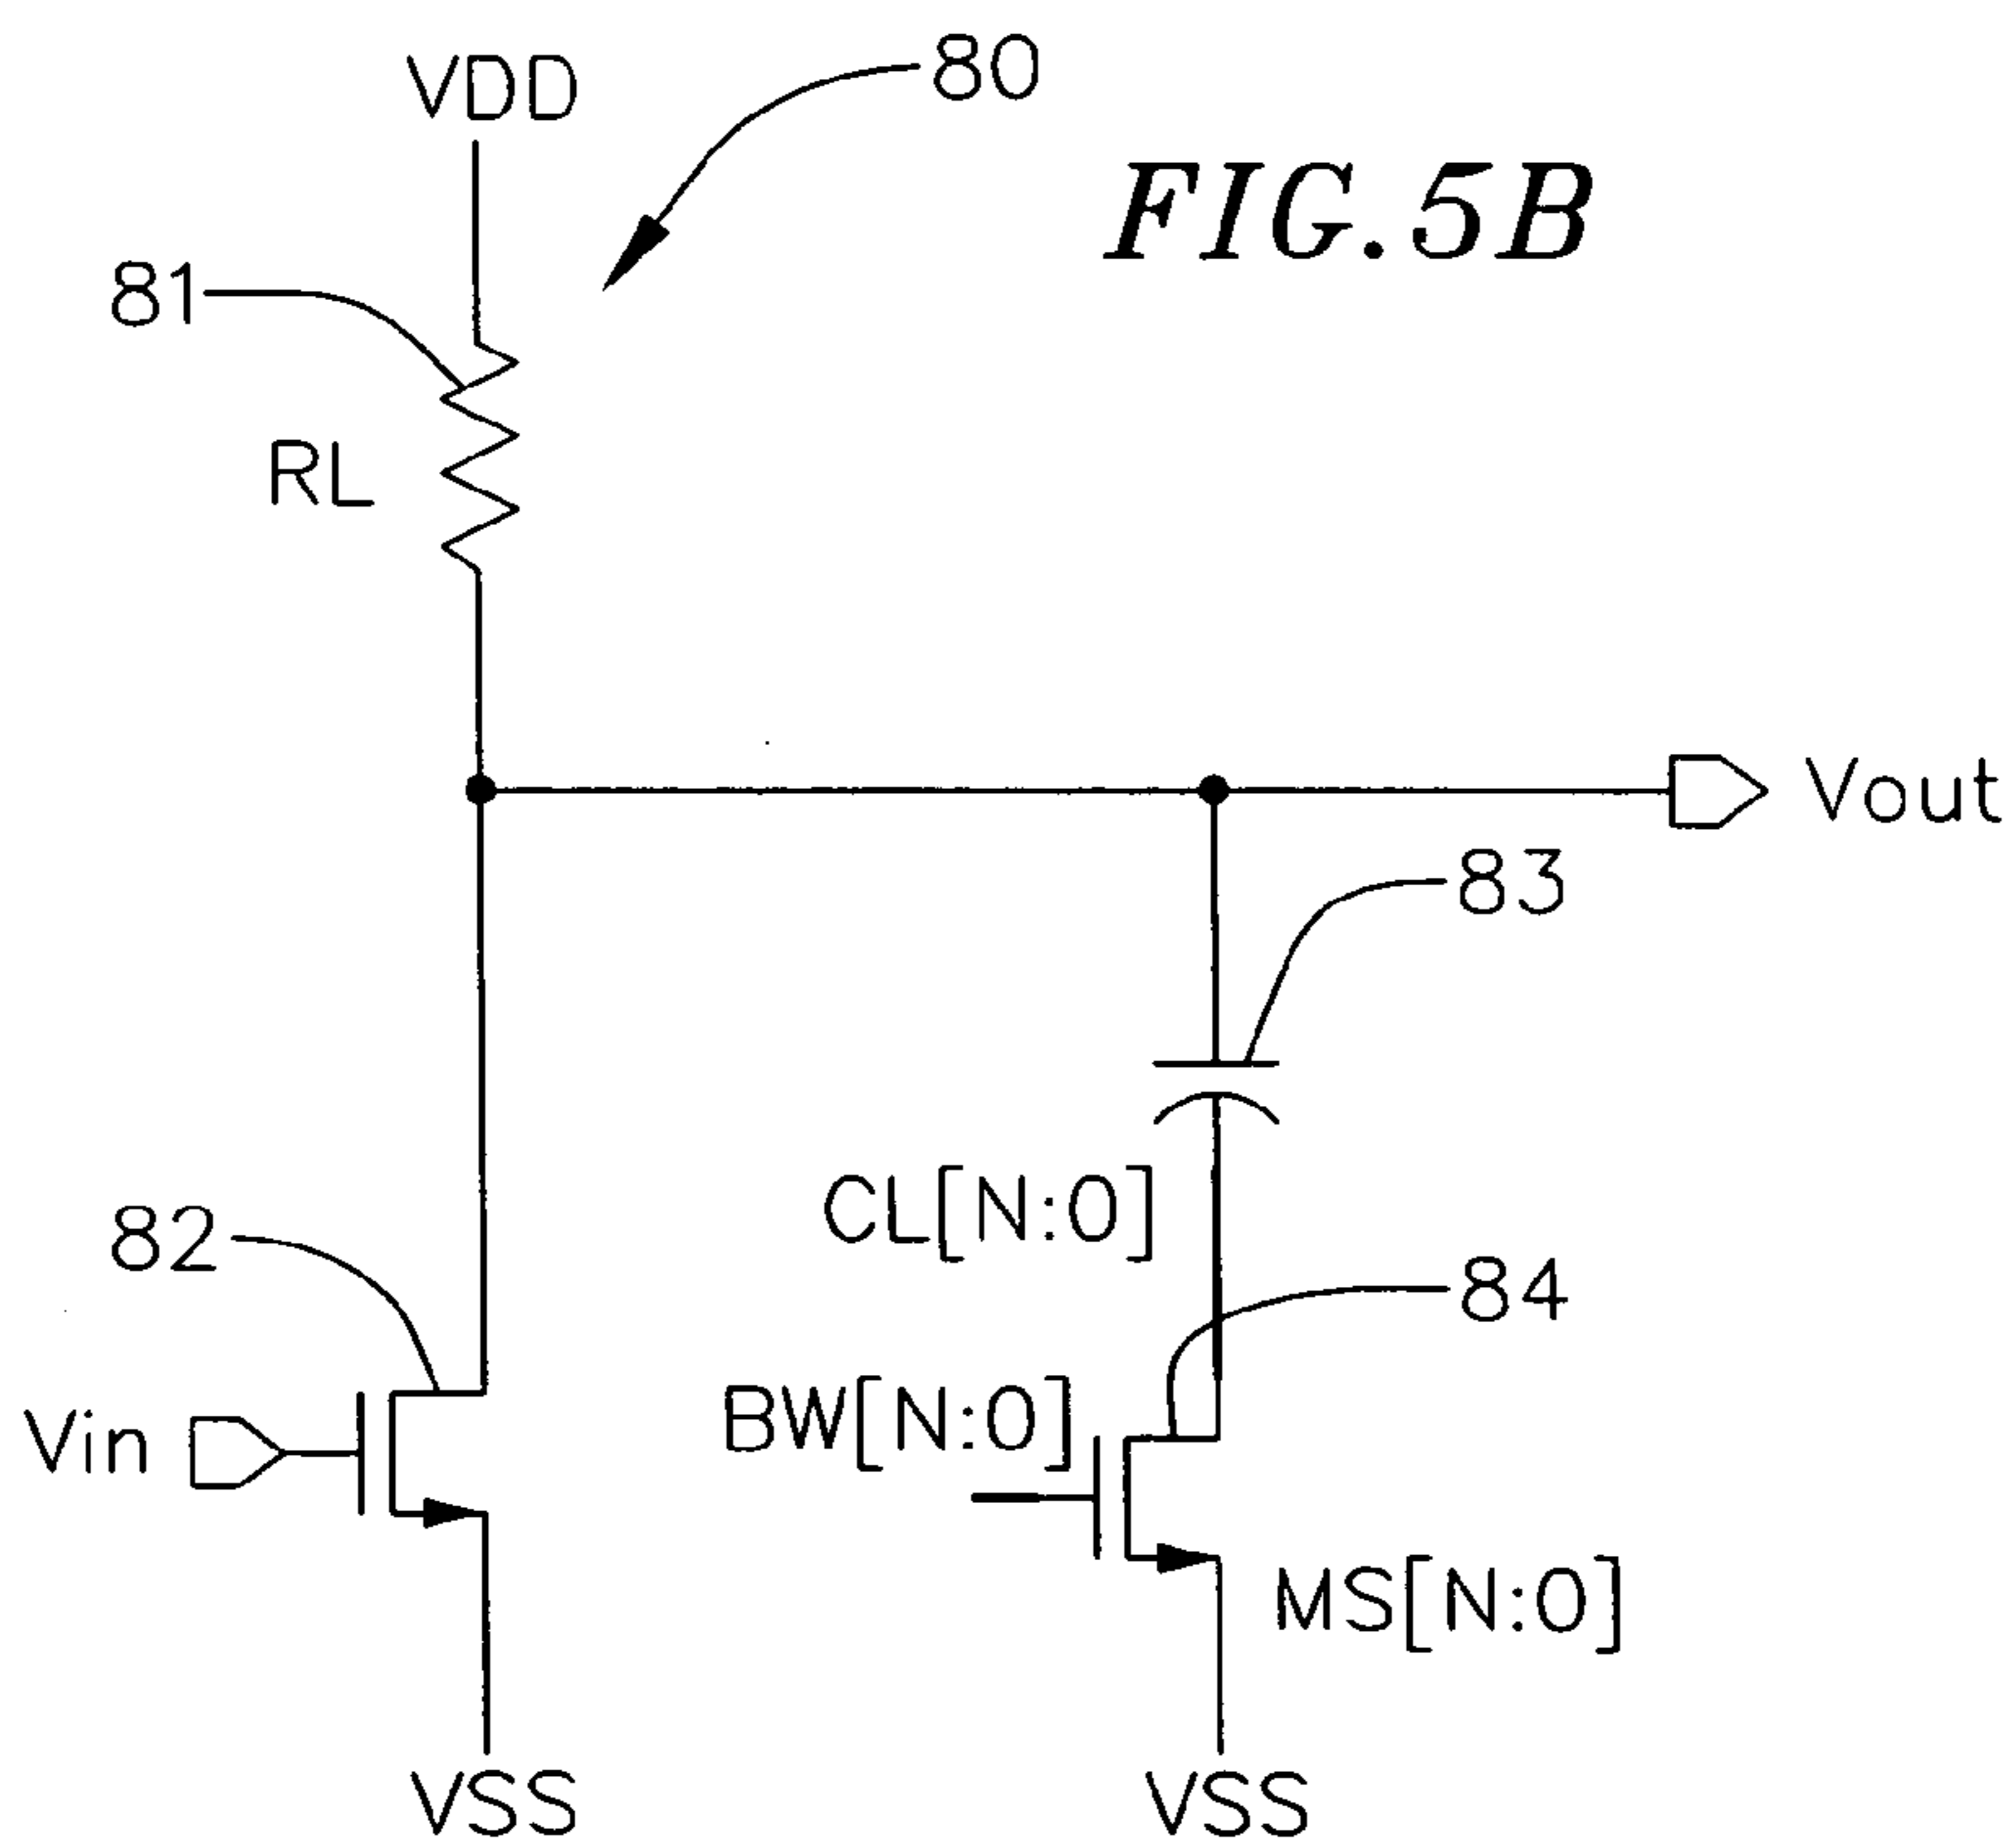 VDD
80
FIG. 5B
81
RL
Vout
83
CL[N:0]
82
84
BW[N:0]
Vin
MS[N:0]
VSS
VSS